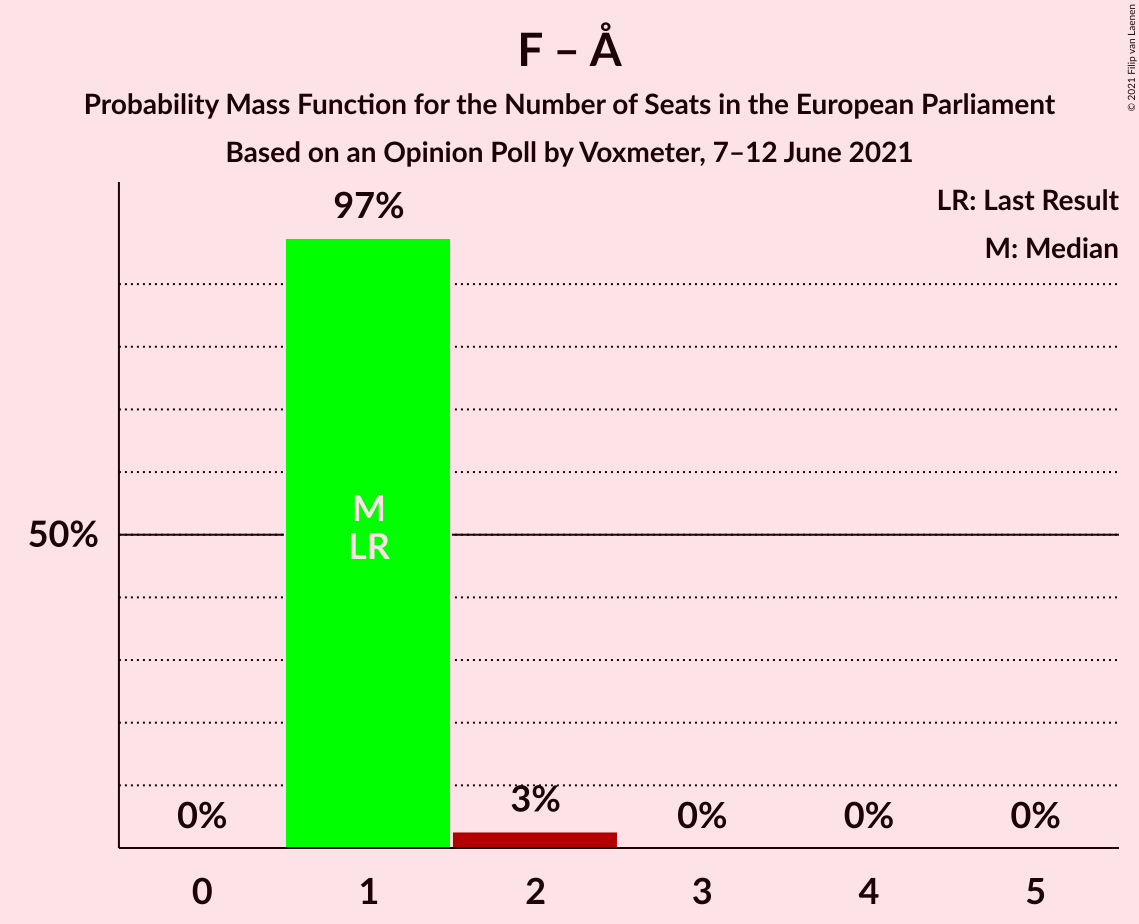 F – Å
Probability Mass Function for the Number of Seats in the European Parliament
Based on an Opinion Poll by Voxmeter, 7–12 June 2021
© 2021 Filip van Laenen
LR: Last Result
M: Median
97%
M
LR
50%
0%
3%
0%
0%
0%
0
1
2
3
4
5